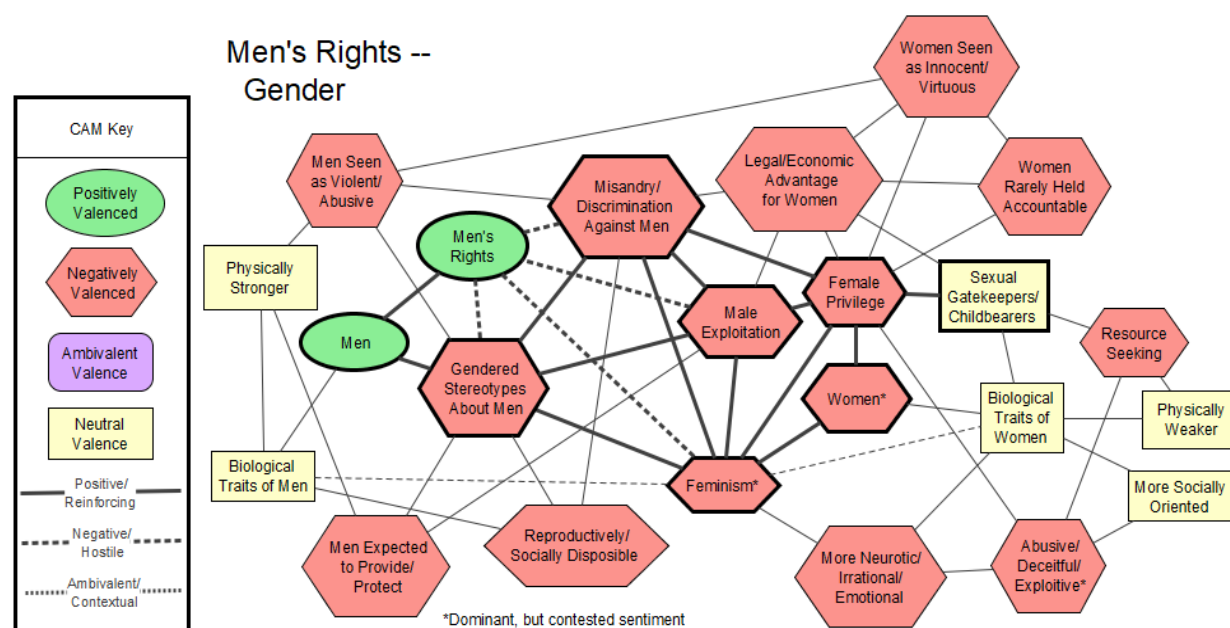 Men's Rights --
Gender
CAM Key
Positively
Valenced
Negatively
Valenced
Ambivalent
Valence
Neutral
Valence
Positive/
Reinforcing
Negative/
Hostile
Ambivalent/
Contextual
Women Seen
as Innocent/
Virtuous
Men Seen
as Violent/
Abusive
Misandry/
Discrimination
Against Men
Legal/Economic
Advantage
for Women
Women
Rarely Held
Accountable
Men's
Rights
Physically
Stronger
Female
Privilege
Sexual
Gatekeepers/
Childbearers
Male
Exploitation
Men
Resource
Seeking
Gendered
Stereotypes
About Men
Women*
Biological
Traits of
Women
Physically
Weaker
Biological
Traits of Men
Feminism*
More Socially
Oriented
Men Expected
to Provide/
Protect
Reproductively/
Socially Disposible
More Neurotic/
Irrational/
Emotional
Abusive/
Deceitful/
Exploitive*
*Dominant, but contested sentiment